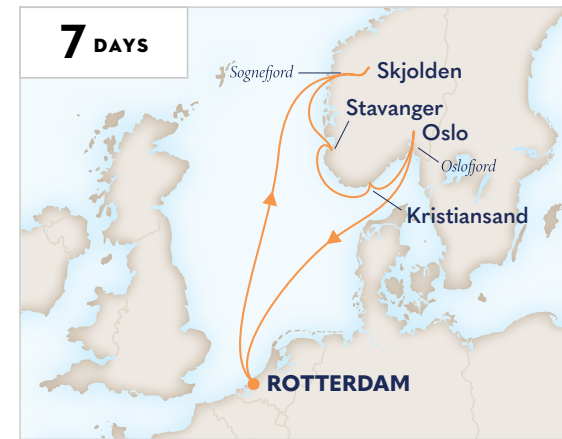 7 DAYS
Sognefjord
Skjolden
Stavanger
Oslo
Oslofjord
Kristiansand
ROTTERDAM